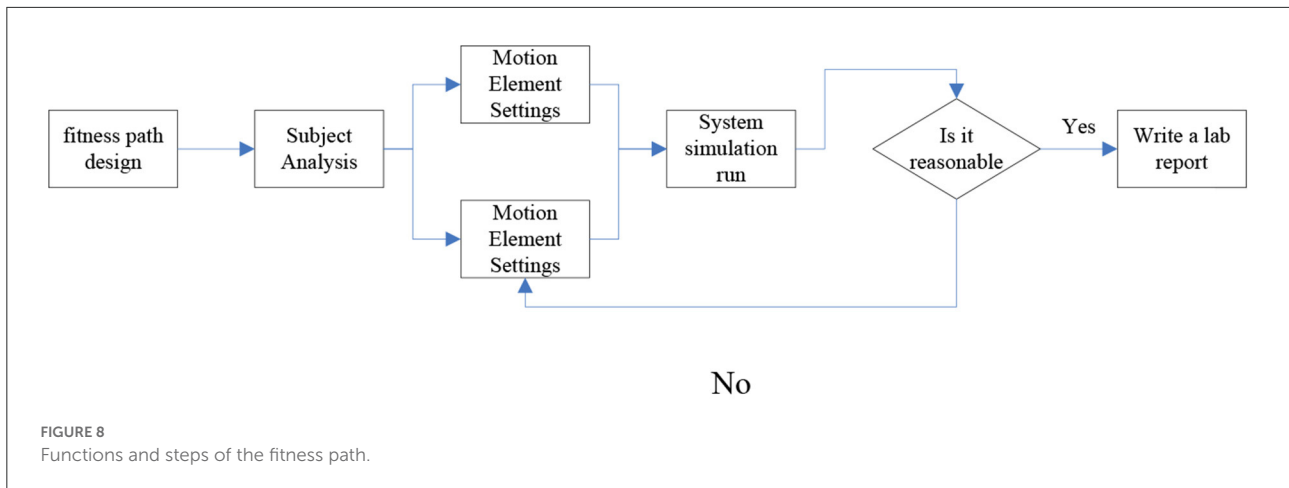 fitness path
design
Subject
Analysis
Motion
Element
Settings
Motion
Element
Settings
System
simulation
run
Is it
reasonable
Yes
Write a lab
report
No
FIGURE 8
Functions and steps of the fitness path.